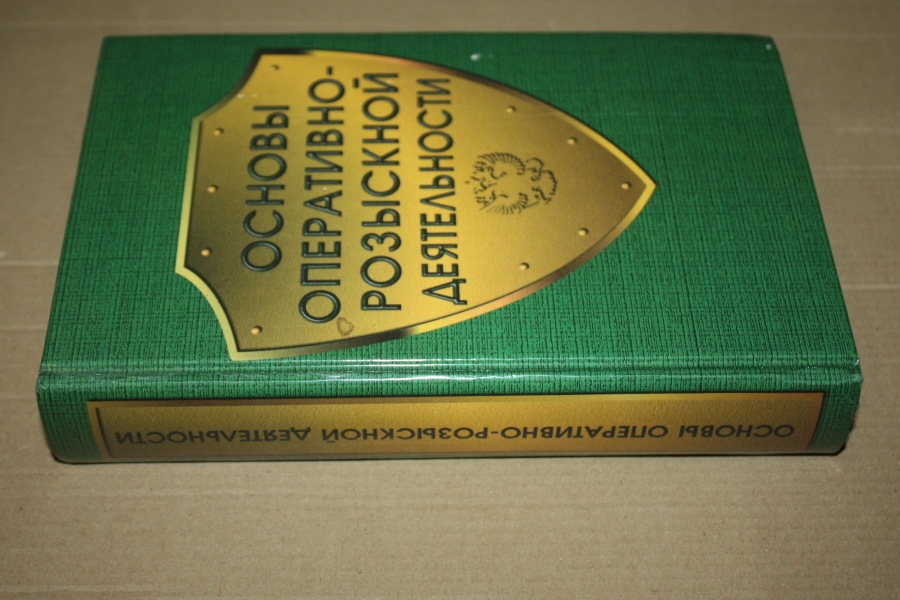 ОСНОВЫ
ОПЕРАТИВНО-
РОЗЫСКНОЙ
ДЕЯТЕЛЬНОСТИ
ОСНОВЫ ОПЕРАТИВНО-РОЗЫСКНОЙ ДЕЯТЕЛЬНОСТИ